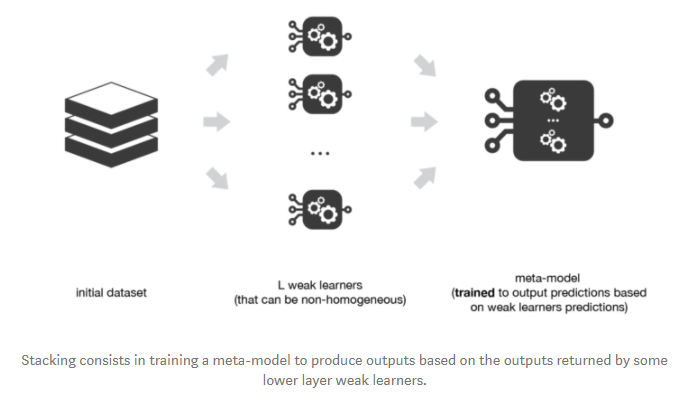 ...
...
initial dataset
L weak learners
(that can be non-homogeneous)
meta-model
(trained to output predictions based
on weak learners predictions)
Stacking consists in training a meta-model to produce outputs based on the outputs returned by some
lower layer weak learners.